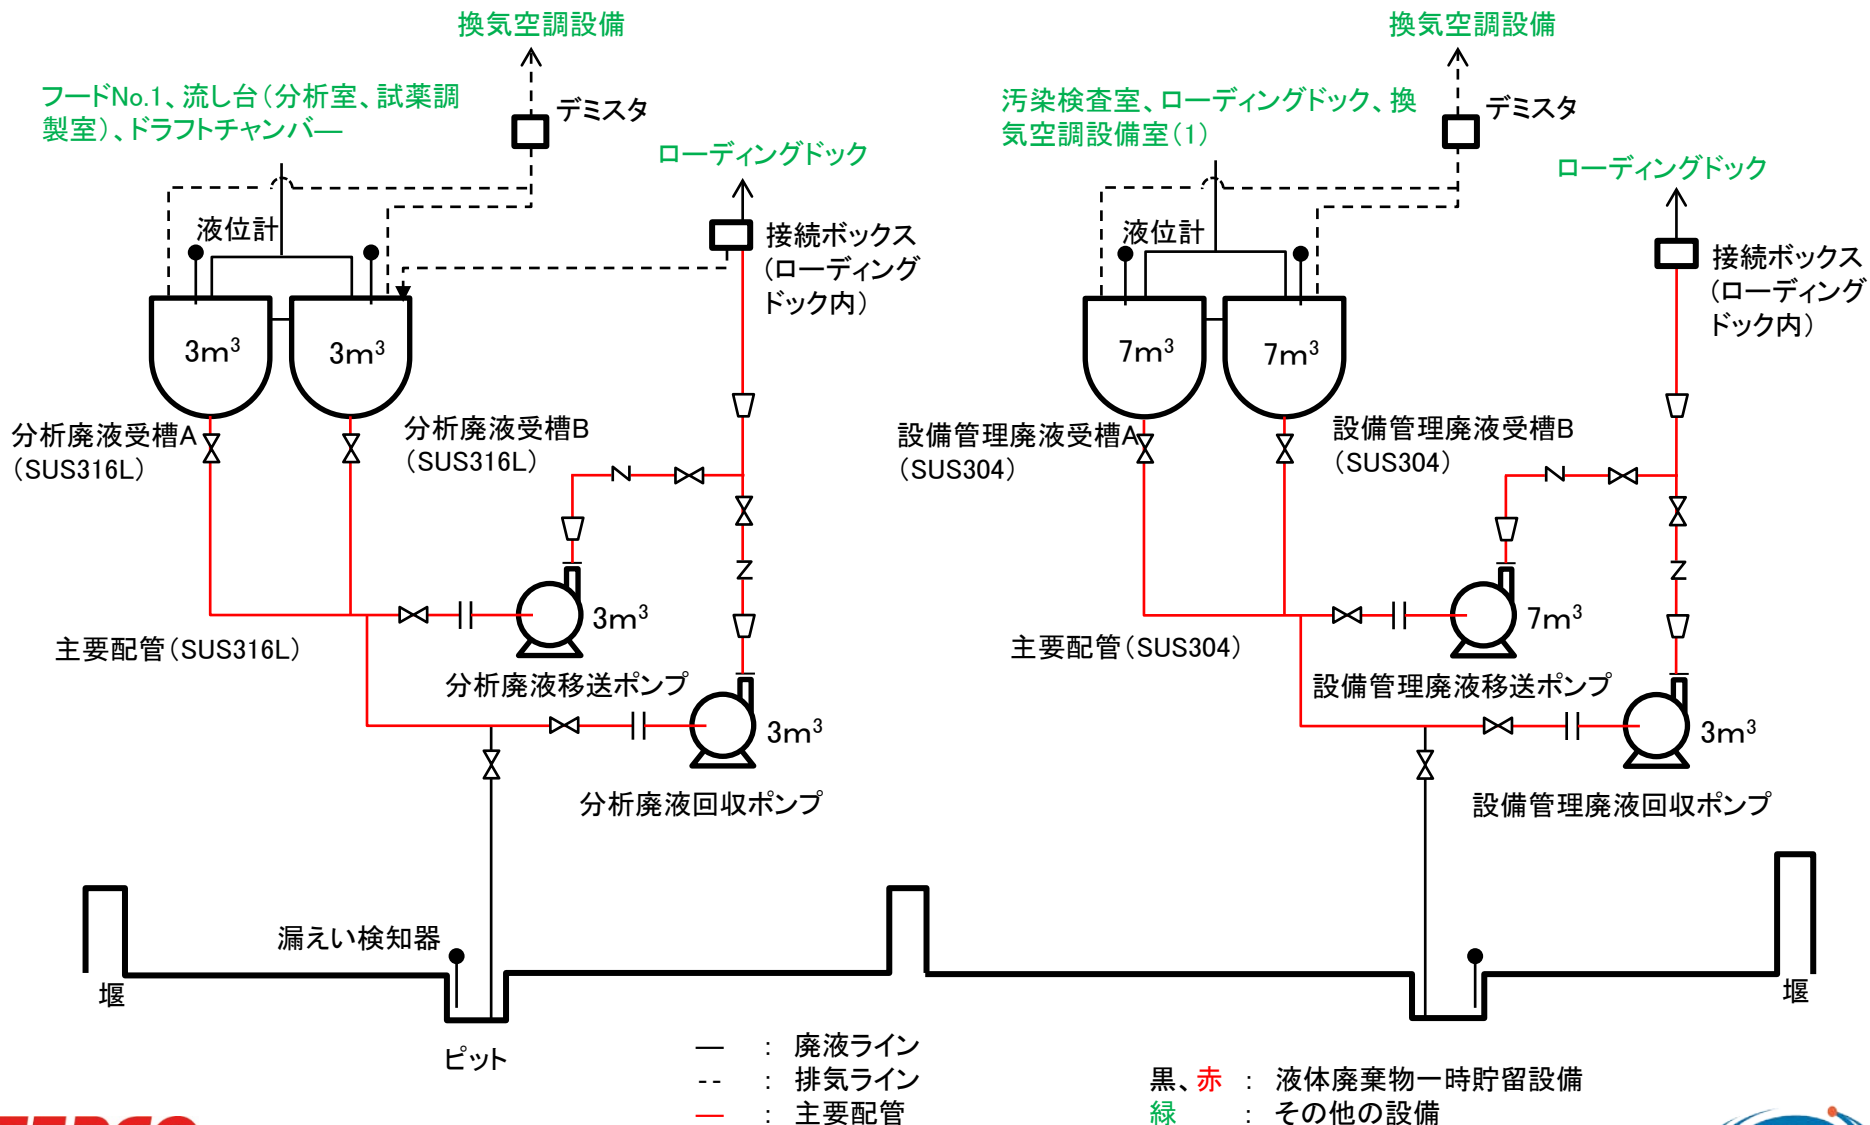 換気空調設備
フードNo.1、流し台(分析室、試薬調
製室)、ドラフトチャンバ―
デミスタ
ローディングドック
液位計
接続ボックス
(ローディング
ドック内)
3m³
3m³
分析廃液受槽A
(SUS316L)
分析廃液受槽B
(SUS316L)
3m³
主要配管(SUS316L)
分析廃液移送ポンプ
3m³
分析廃液回収ポンプ
換気空調設備
汚染検査室、ローディングドック、換
気空調設備室(1)
デミスタ
ローディングドック
液位計
接続ボックス
(ローディング
ドック内)
7m³
7m³
設備管理廃液受槽A
(SUS304)
設備管理廃液受槽B
(SUS304)
7m³
主要配管(SUS304)
設備管理廃液移送ポンプ
3m³
設備管理廃液回収ポンプ
漏えい検知器
堰
堰
ピット
― : 廃液ライン
-- : 排気ライン
― : 主要配管
黒、赤 : 液体廃棄物一時貯留設備
緑 : その他の設備